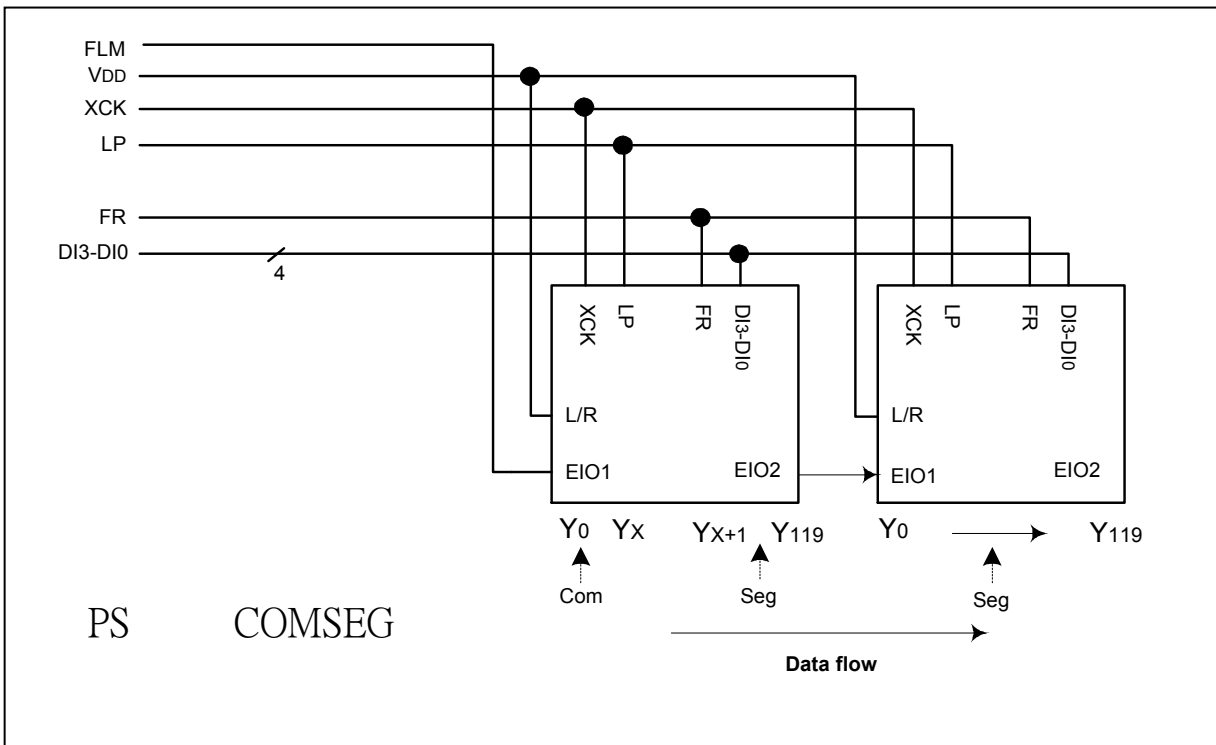 FLM
VDD
XCK
LP
FR
DI3-DI0
4
XCK LP FR DI3-DI0
XCK LP FR DI3-DI0
L/R
L/R
EIO1 EIO2
EIO1 EIO2
Y0 YX YX+1 Y119
Y0 Y119
Com Seg Seg
PS COMSEG
Data flow